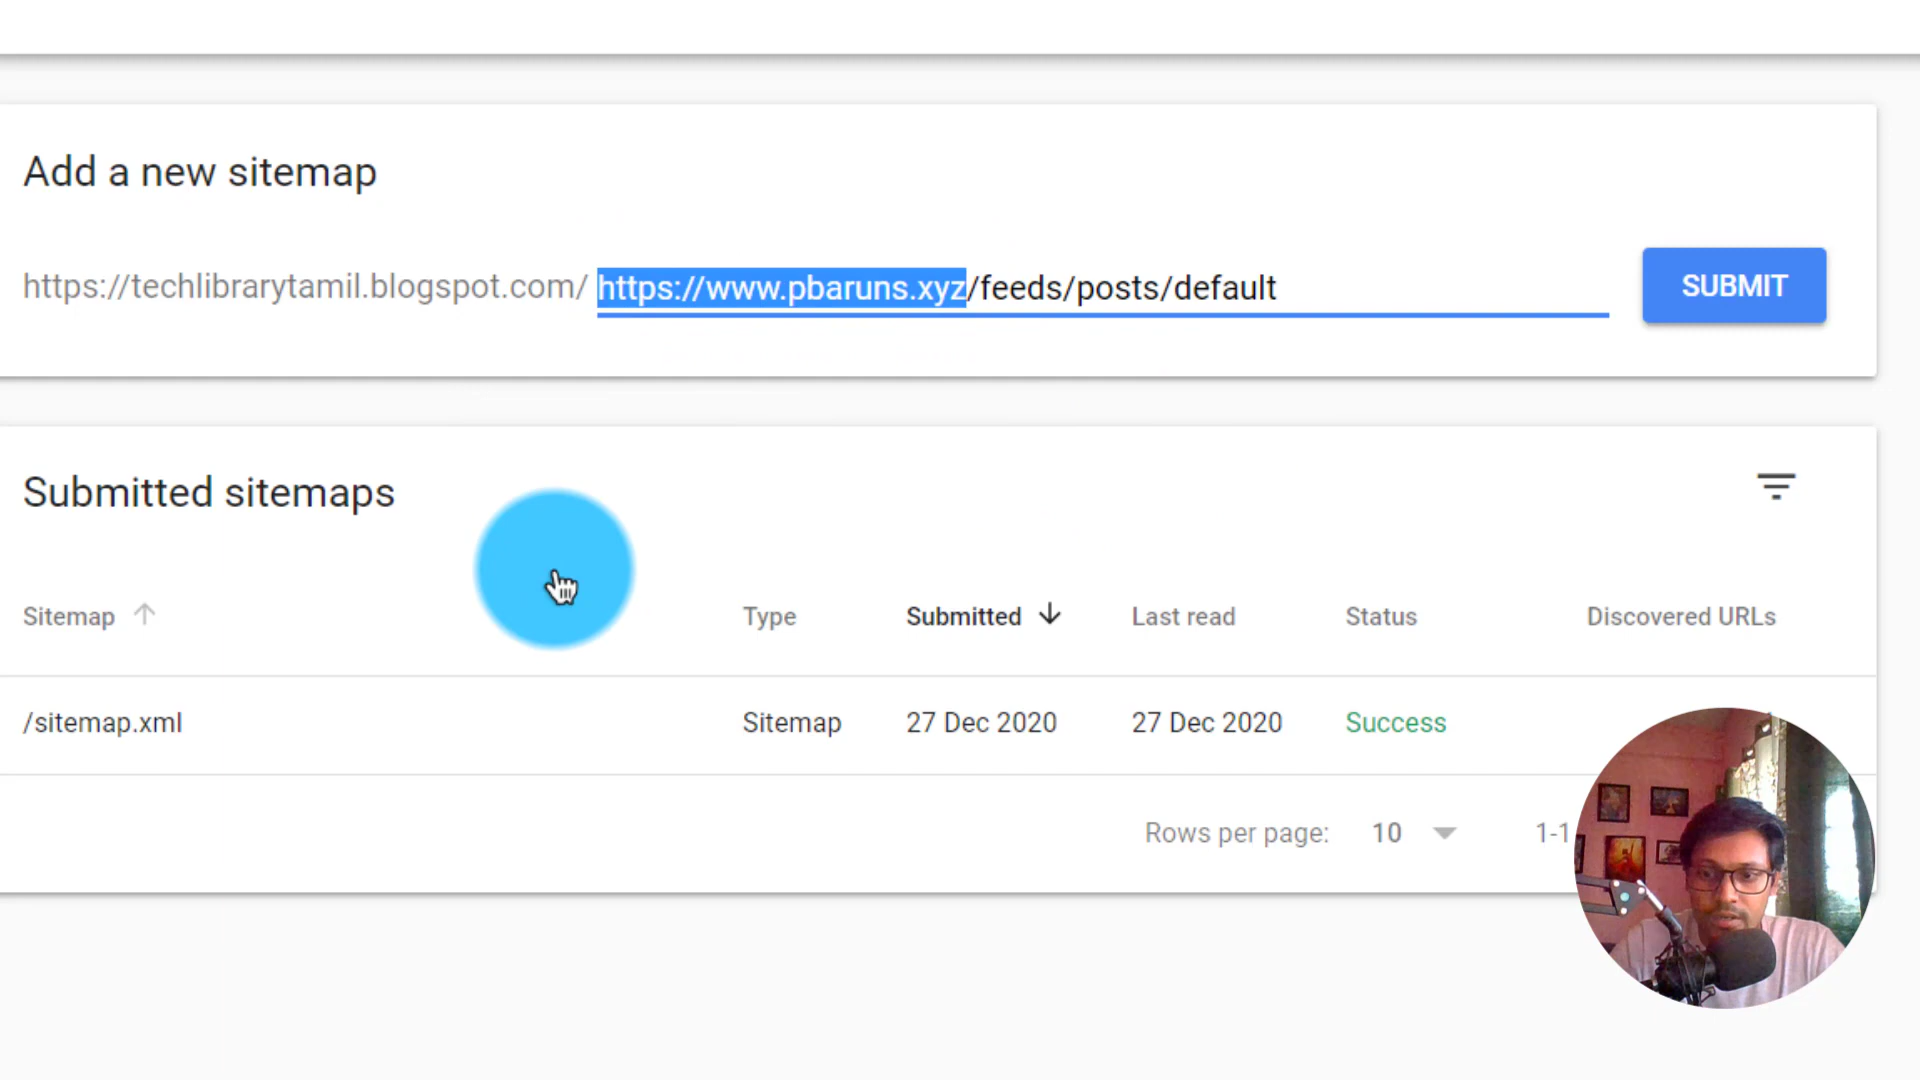 Add a new sitemap
https://techlibrarytamil.blogspot.com/ https://www.pbaruns.xyz/feeds/posts/default
SUBMIT
Submitted sitemaps
Sitemap Type Submitted Last read Status Discovered URLs
/sitemap.xml Sitemap 27 Dec 2020 27 Dec 2020 Success
Rows per page: 10 1-1